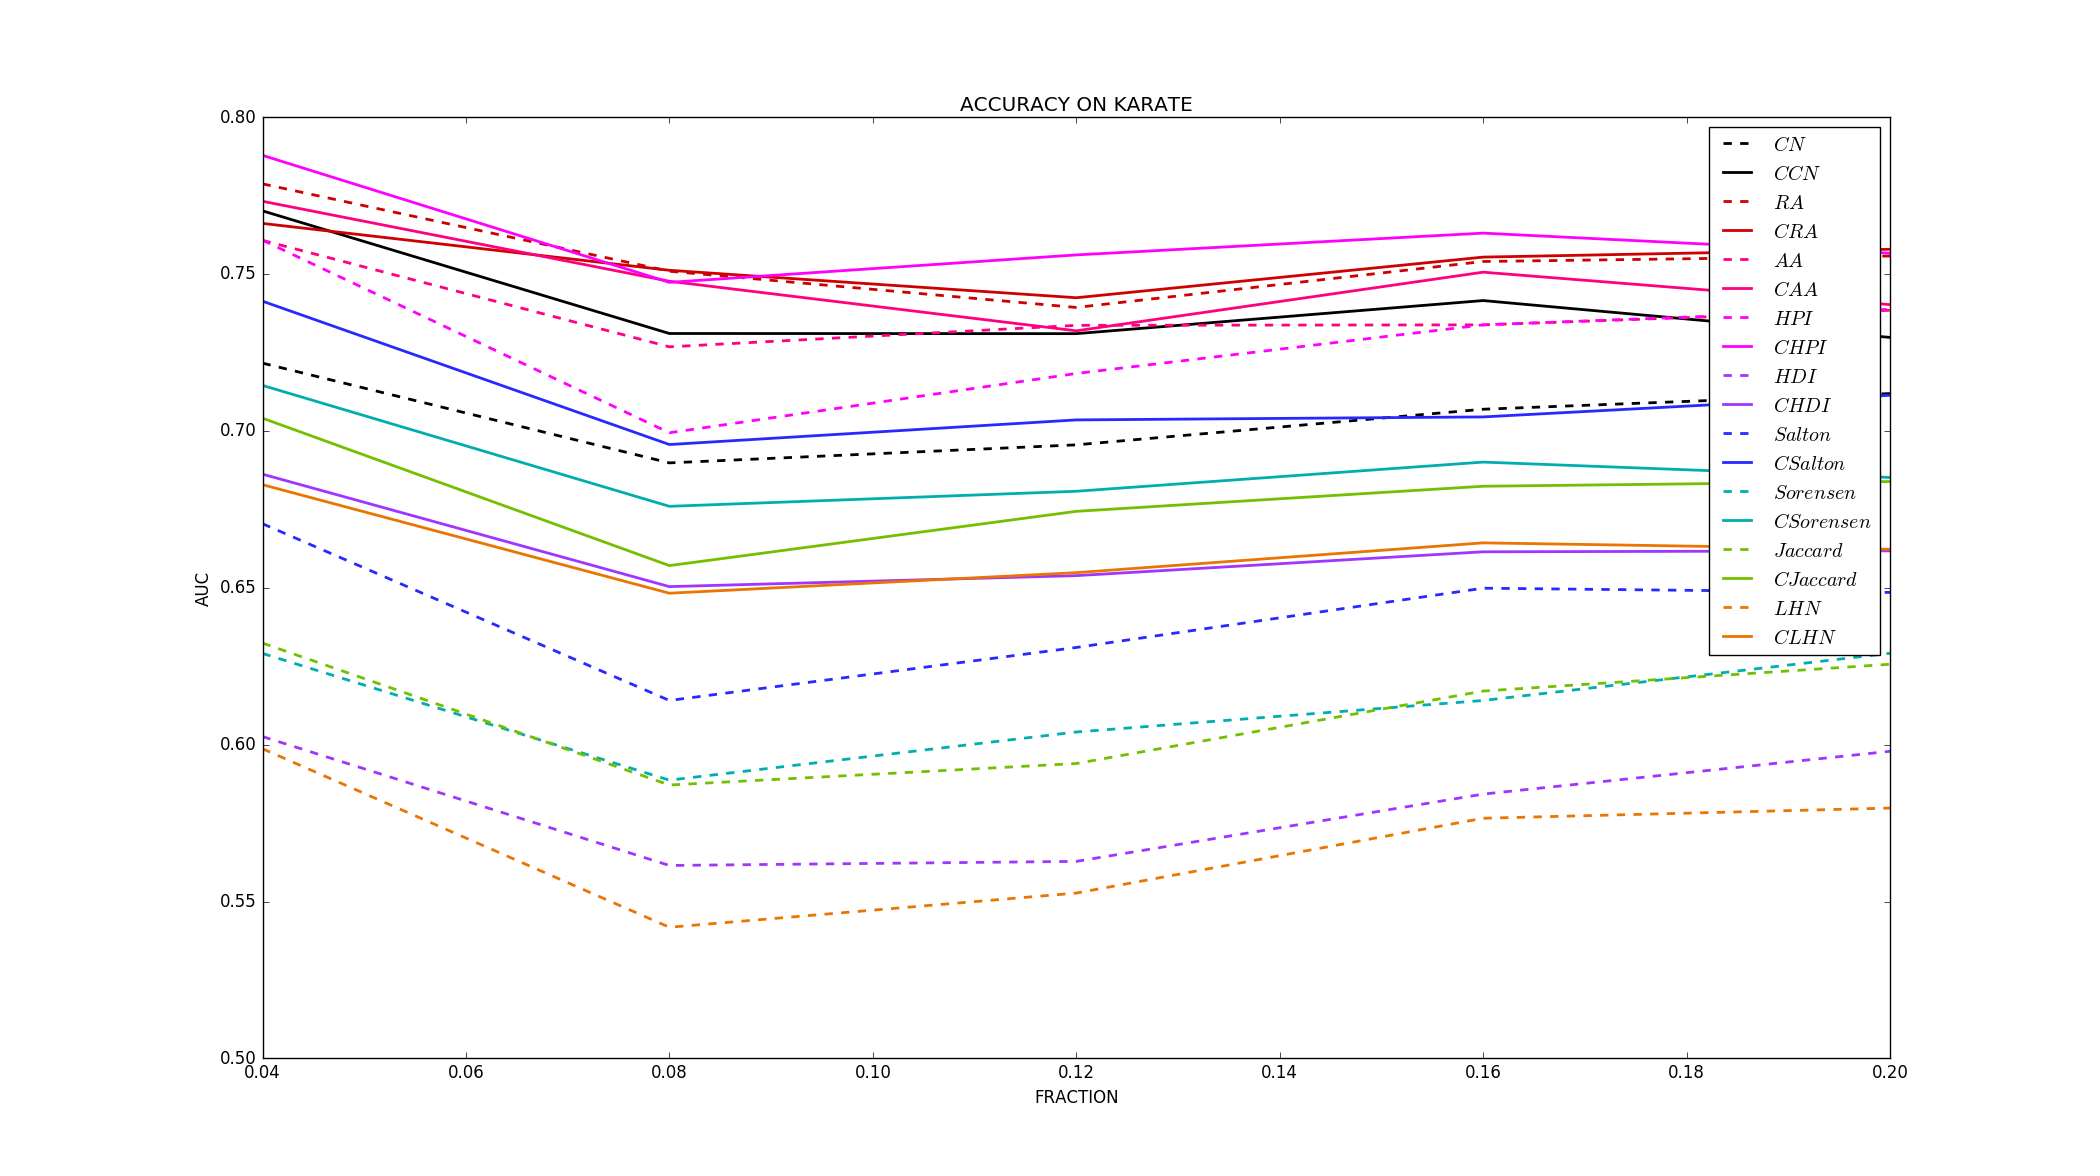 ACCURACY ON KARATE
0.80
0.75
0.70
0.65
0.60
0.55
0.50
AUC
CN
CCN
RA
CRA
AA
CAA
HPI
CHPI
HDI
CHDI
Salton
CSalton
Sorensen
CSorensen
Jaccard
CJaccard
LHN
CLHN
0.04 0.06 0.08 0.10 0.12 0.14 0.16 0.18 0.20
FRACTION